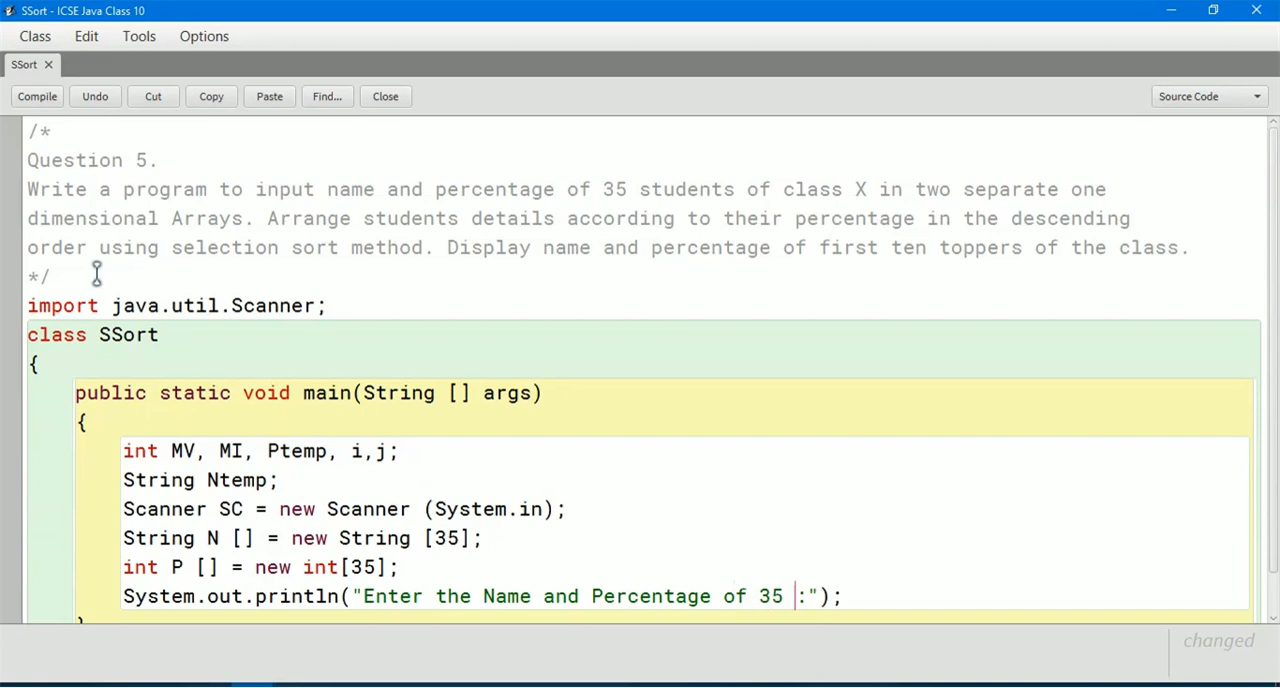 SSort - ICSE Java Class 10
Class Edit Tools Options
SSort
Compile Undo Cut Copy Paste Find... Close Source Code
/*
Question 5.
Write a program to input name and percentage of 35 students of class X in two separate one
dimensional Arrays. Arrange students details according to their percentage in the descending
order using selection sort method. Display name and percentage of first ten toppers of the class.
*/
import java.util.Scanner;
class SSort
{
public static void main(String [] args)
{
int MV, MI, Ptemp, i,j;
String Ntemp;
Scanner SC = new Scanner (System.in);
String N [] = new String [35];
int P [] = new int[35];
System.out.println("Enter the Name and Percentage of 35 :");
}
changed